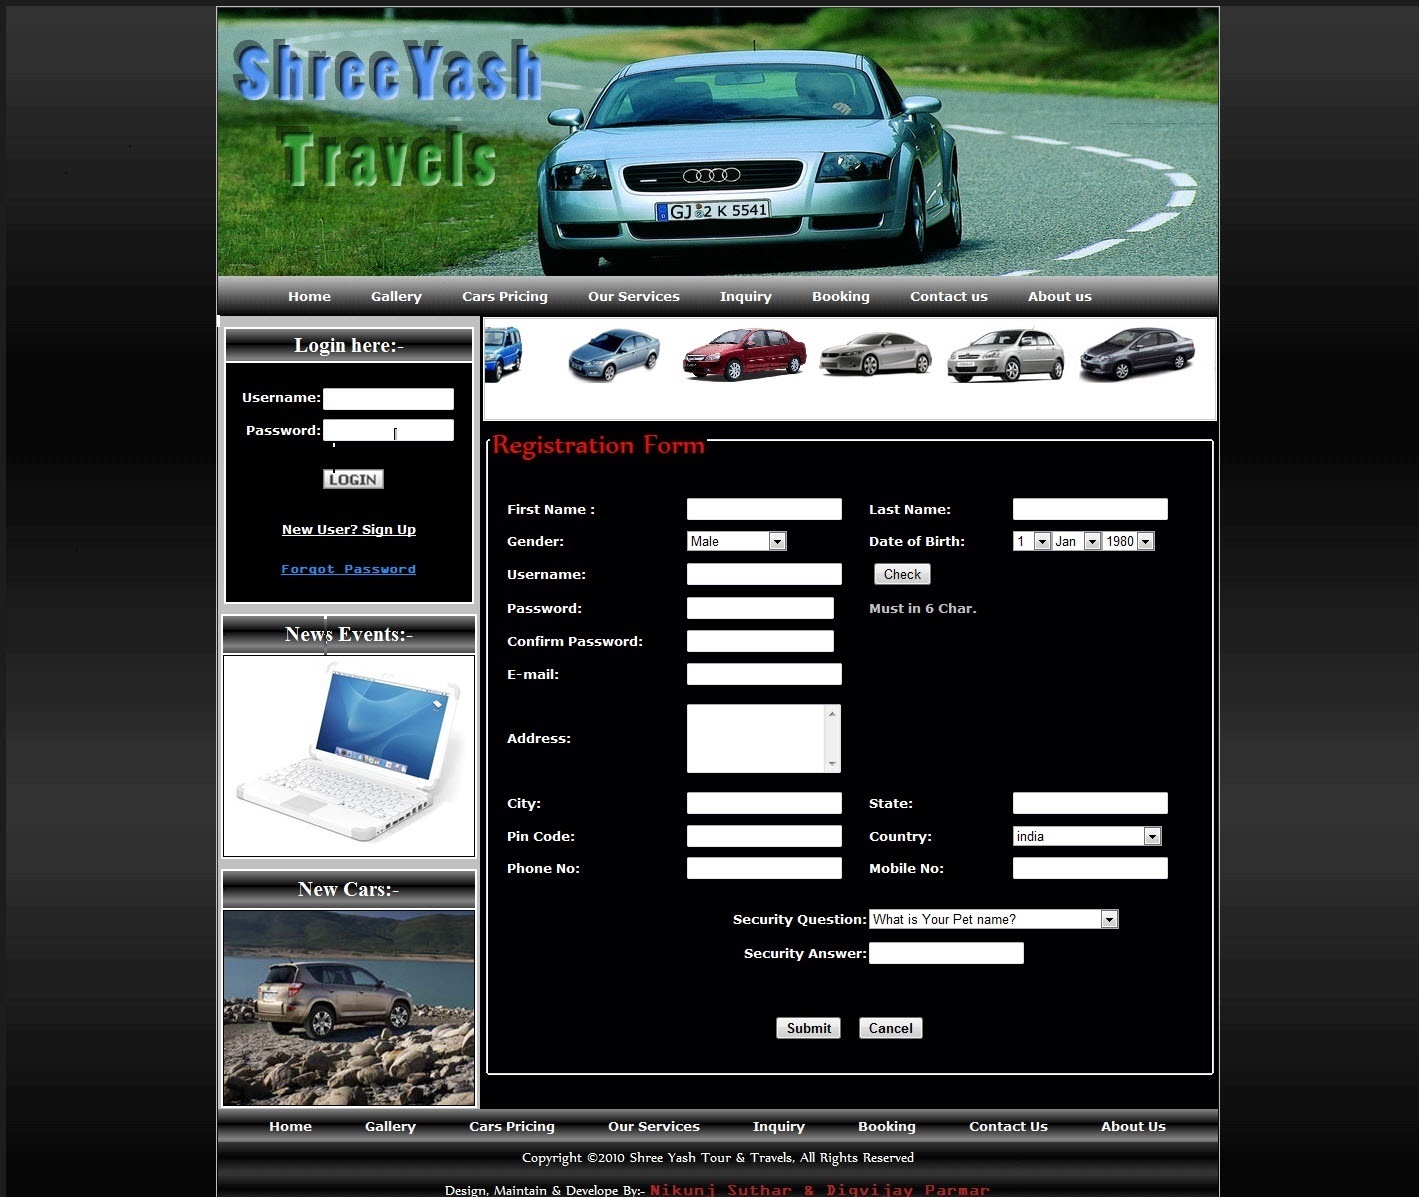 Shree Yash
Travels
GJ 2 K 5541
Home Gallery Cars Pricing Our Services Inquiry Booking Contact us About us
Login here:-
Username:
Password:
LOGIN
New User? Sign Up
Forgot Password
News Events:-
New Cars:-
Registration Form
First Name : Last Name:
Gender: Male Date of Birth: 1 Jan 1980
Username: Check
Password: Must in 6 Char.
Confirm Password:
E-mail:
Address:
City: State:
Pin Code: Country: india
Phone No: Mobile No:
Security Question: What is Your Pet name?
Security Answer:
Submit Cancel
Home Gallery Cars Pricing Our Services Inquiry Booking Contact Us About Us
Copyright ©2010 Shree Yash Tour & Travels, All Rights Reserved
Design, Maintain & Develope By:- Nikunj Suthar & Digvijay Parmar